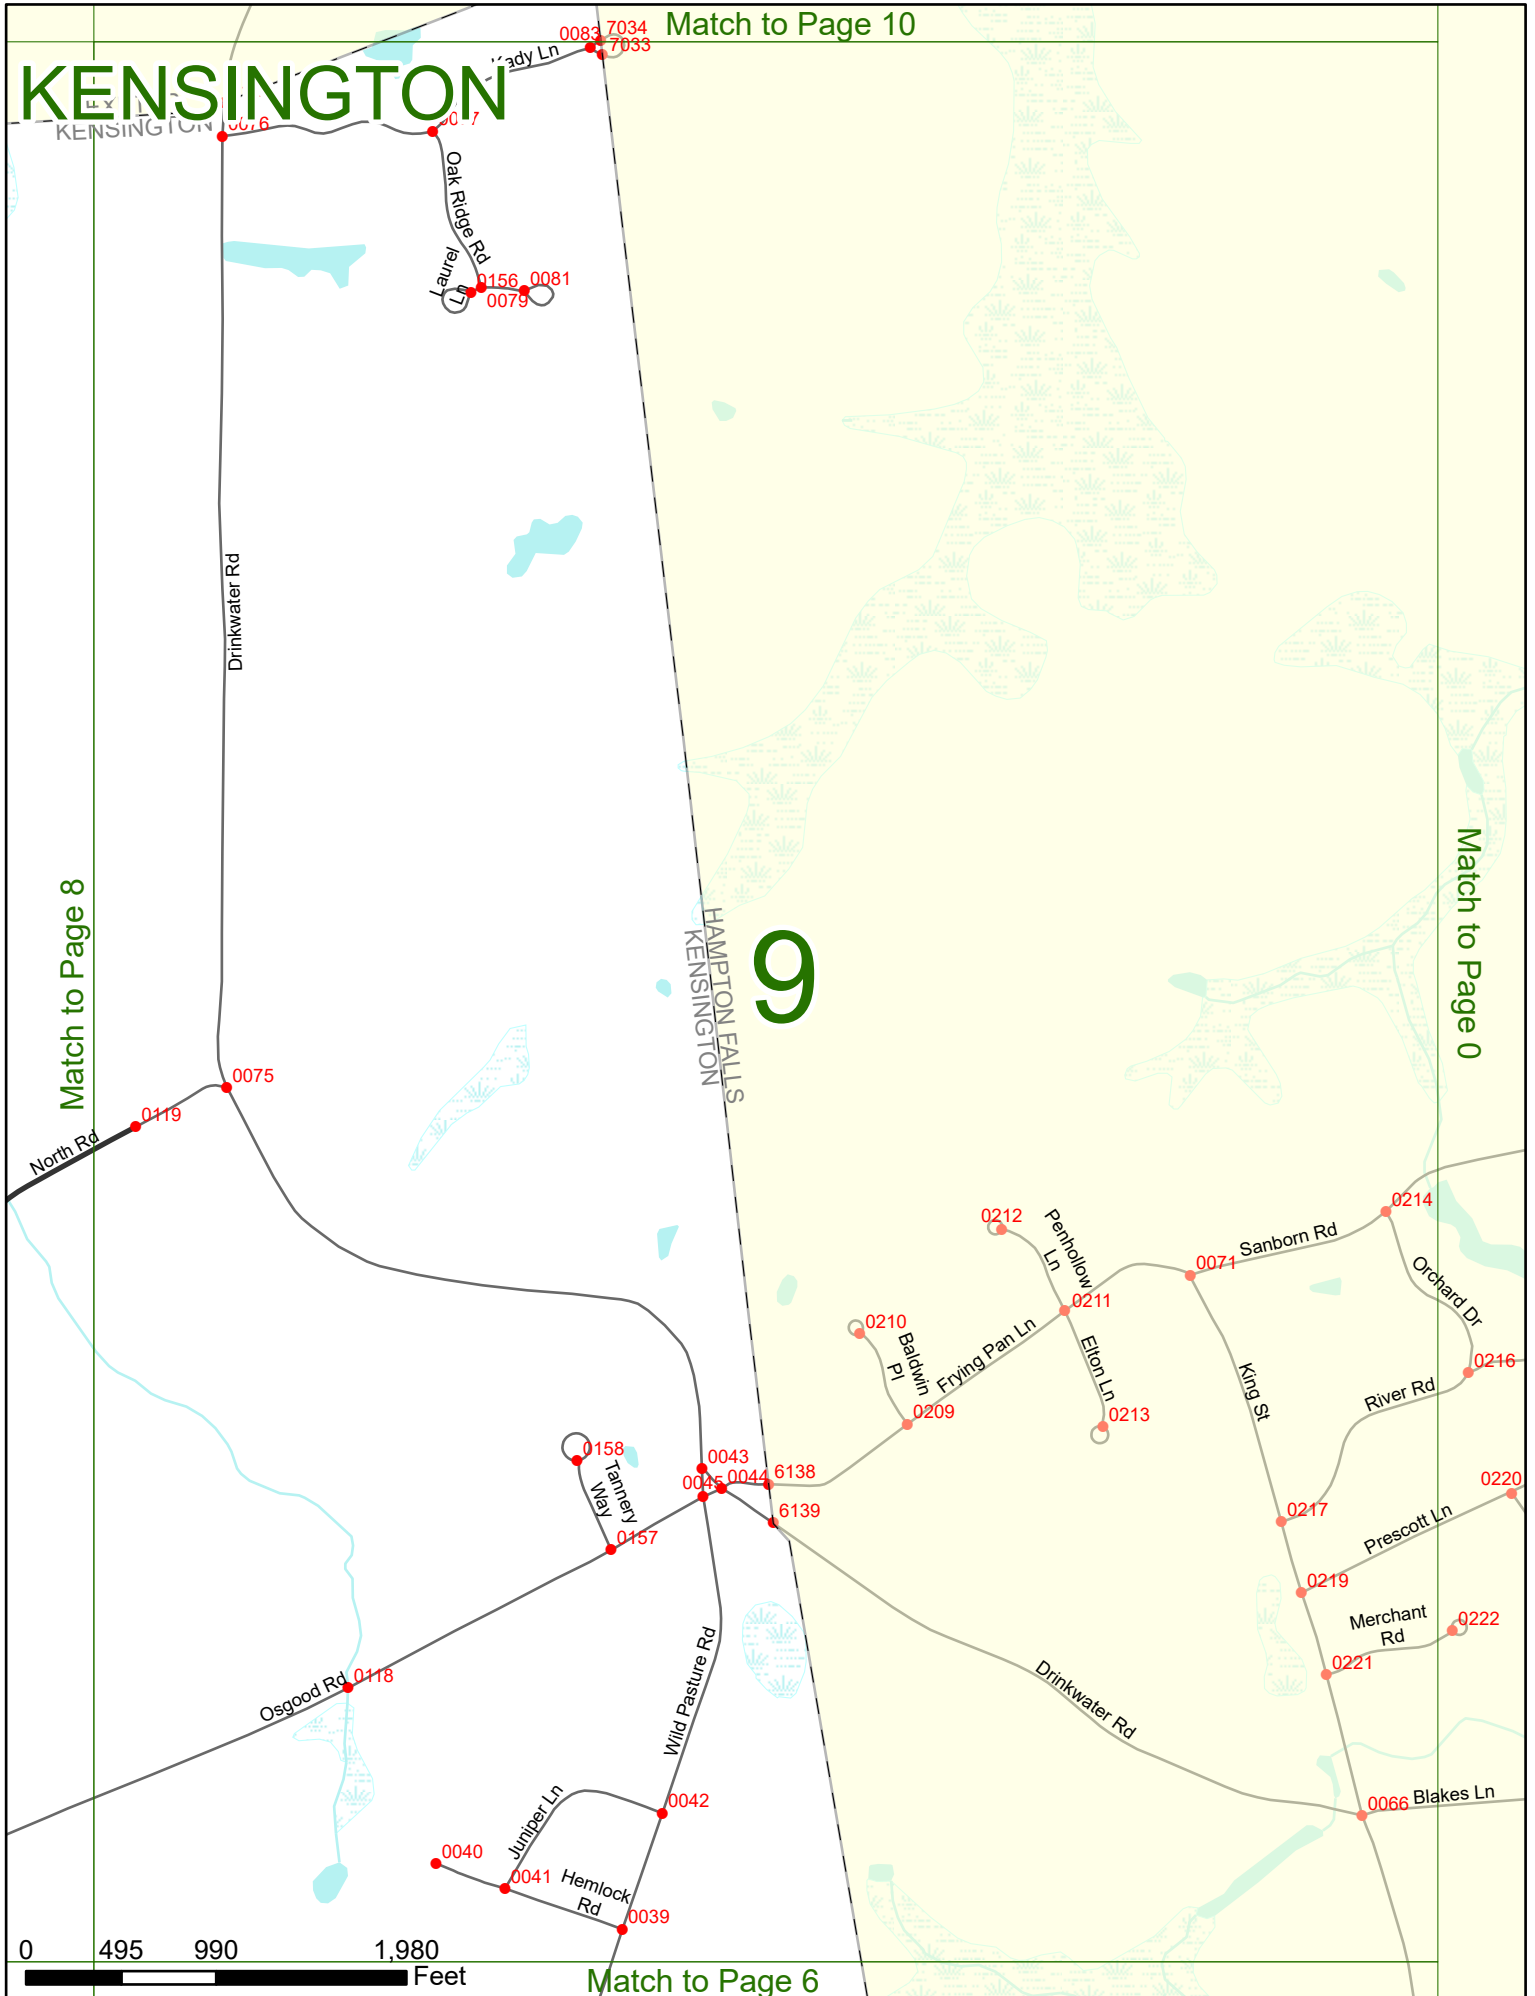 Match to Page 10
0083
7034
7033
Kady Ln
KENSINGTON
KENSINGTON
0076
Oak Ridge Rd
Laurel
Ln
0156
0081
0079
Drinkwater Rd
Match to Page 8
Match to Page 0
HAMPTON FALLS
KENSINGTON
9
0075
0119
North Rd
0212
Penhollow
Ln
0214
Sanborn Rd
0071
Orchard Dr
0211
0210
Baldwin
Pl
Frying Pan Ln
Elton Ln
King St
River Rd
0216
0209
0213
0158
Tannery
Way
0043
0045
0044
6138
6139
0220
0217
Prescott Ln
0157
0219
Merchant
Rd
0222
0221
Wild Pasture Rd
Drinkwater Rd
0118
Osgood Rd
0042
Juniper Ln
0066
Blakes Ln
0040
0041
Hemlock
Rd
0039
0 495 990 1,980
Feet
Match to Page 6